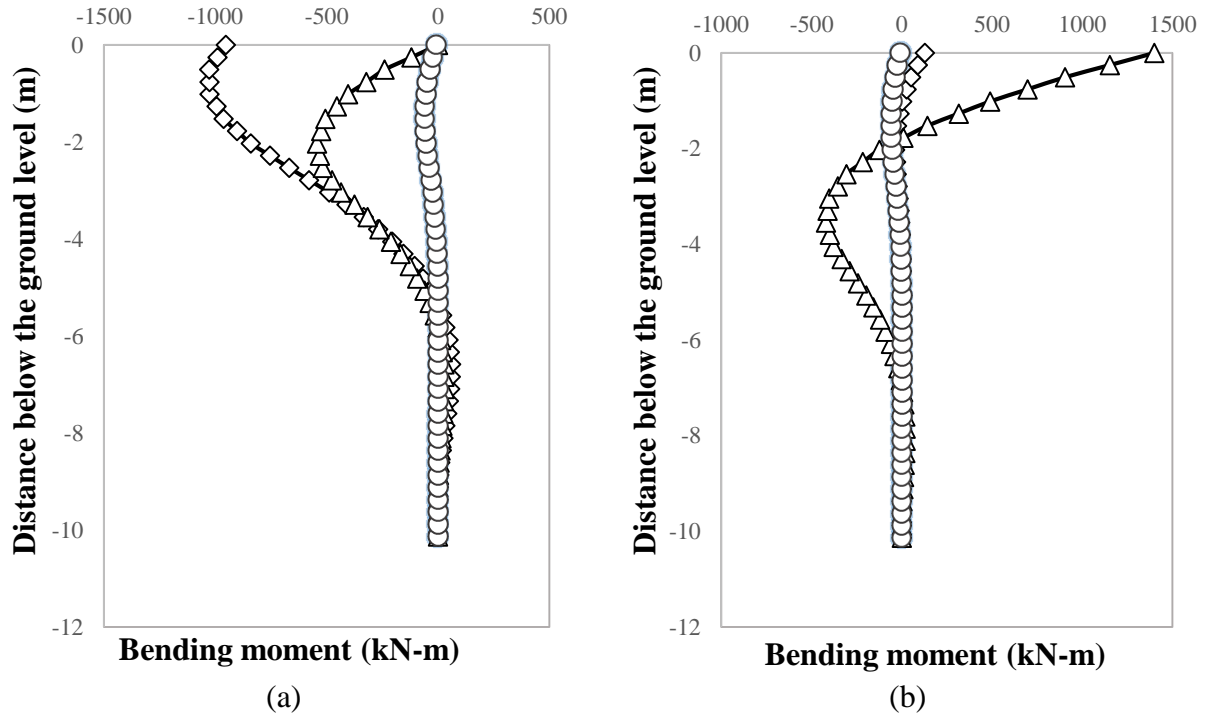 -1500 -1000 -500 0 500
0
-2
-4
-6
-8
-10
-12
Distance below the ground level (m)
Bending moment (kN-m)
(a)
-1000 -500 0 500 1000 1500
0
-2
-4
-6
-8
-10
-12
Distance below the ground level (m)
Bending moment (kN-m)
(b)